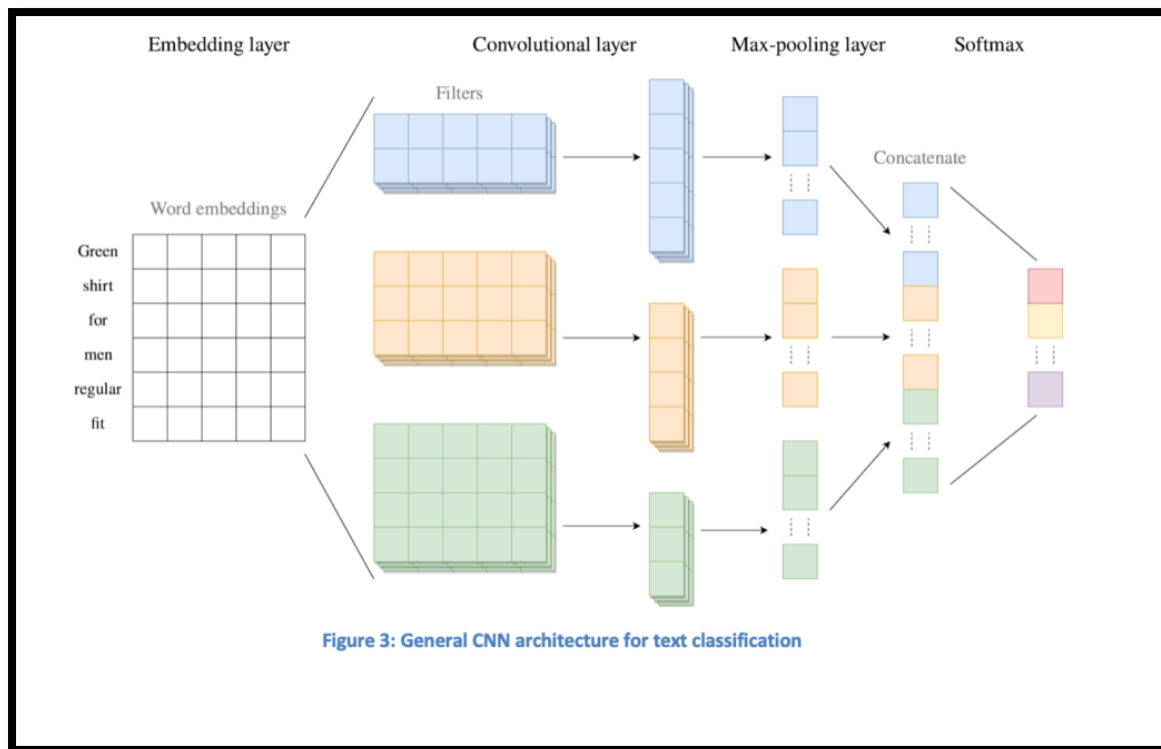 Embedding layer
Convolutional layer
Max-pooling layer
Softmax
Filters
Concatenate
Word embeddings
Green
shirt
for
men
regular
fit
Figure 3: General CNN architecture for text classification